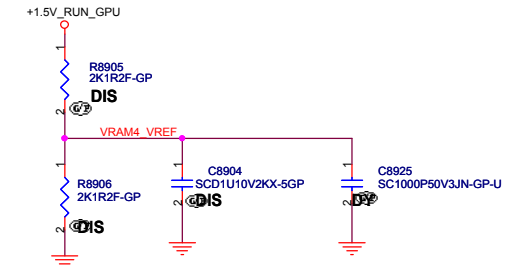 +1.5V_RUN_GPU
1
R8905
2K1R2F-GP
DIS
G/P
2
VRAM4_VREF
1
R8906
2K1R2F-GP
2
DIS
1
C8904
SCD1U10V2KX-5GP
2
DIS
1
C8925
SC1000P50V3JN-GP-U
2
DY